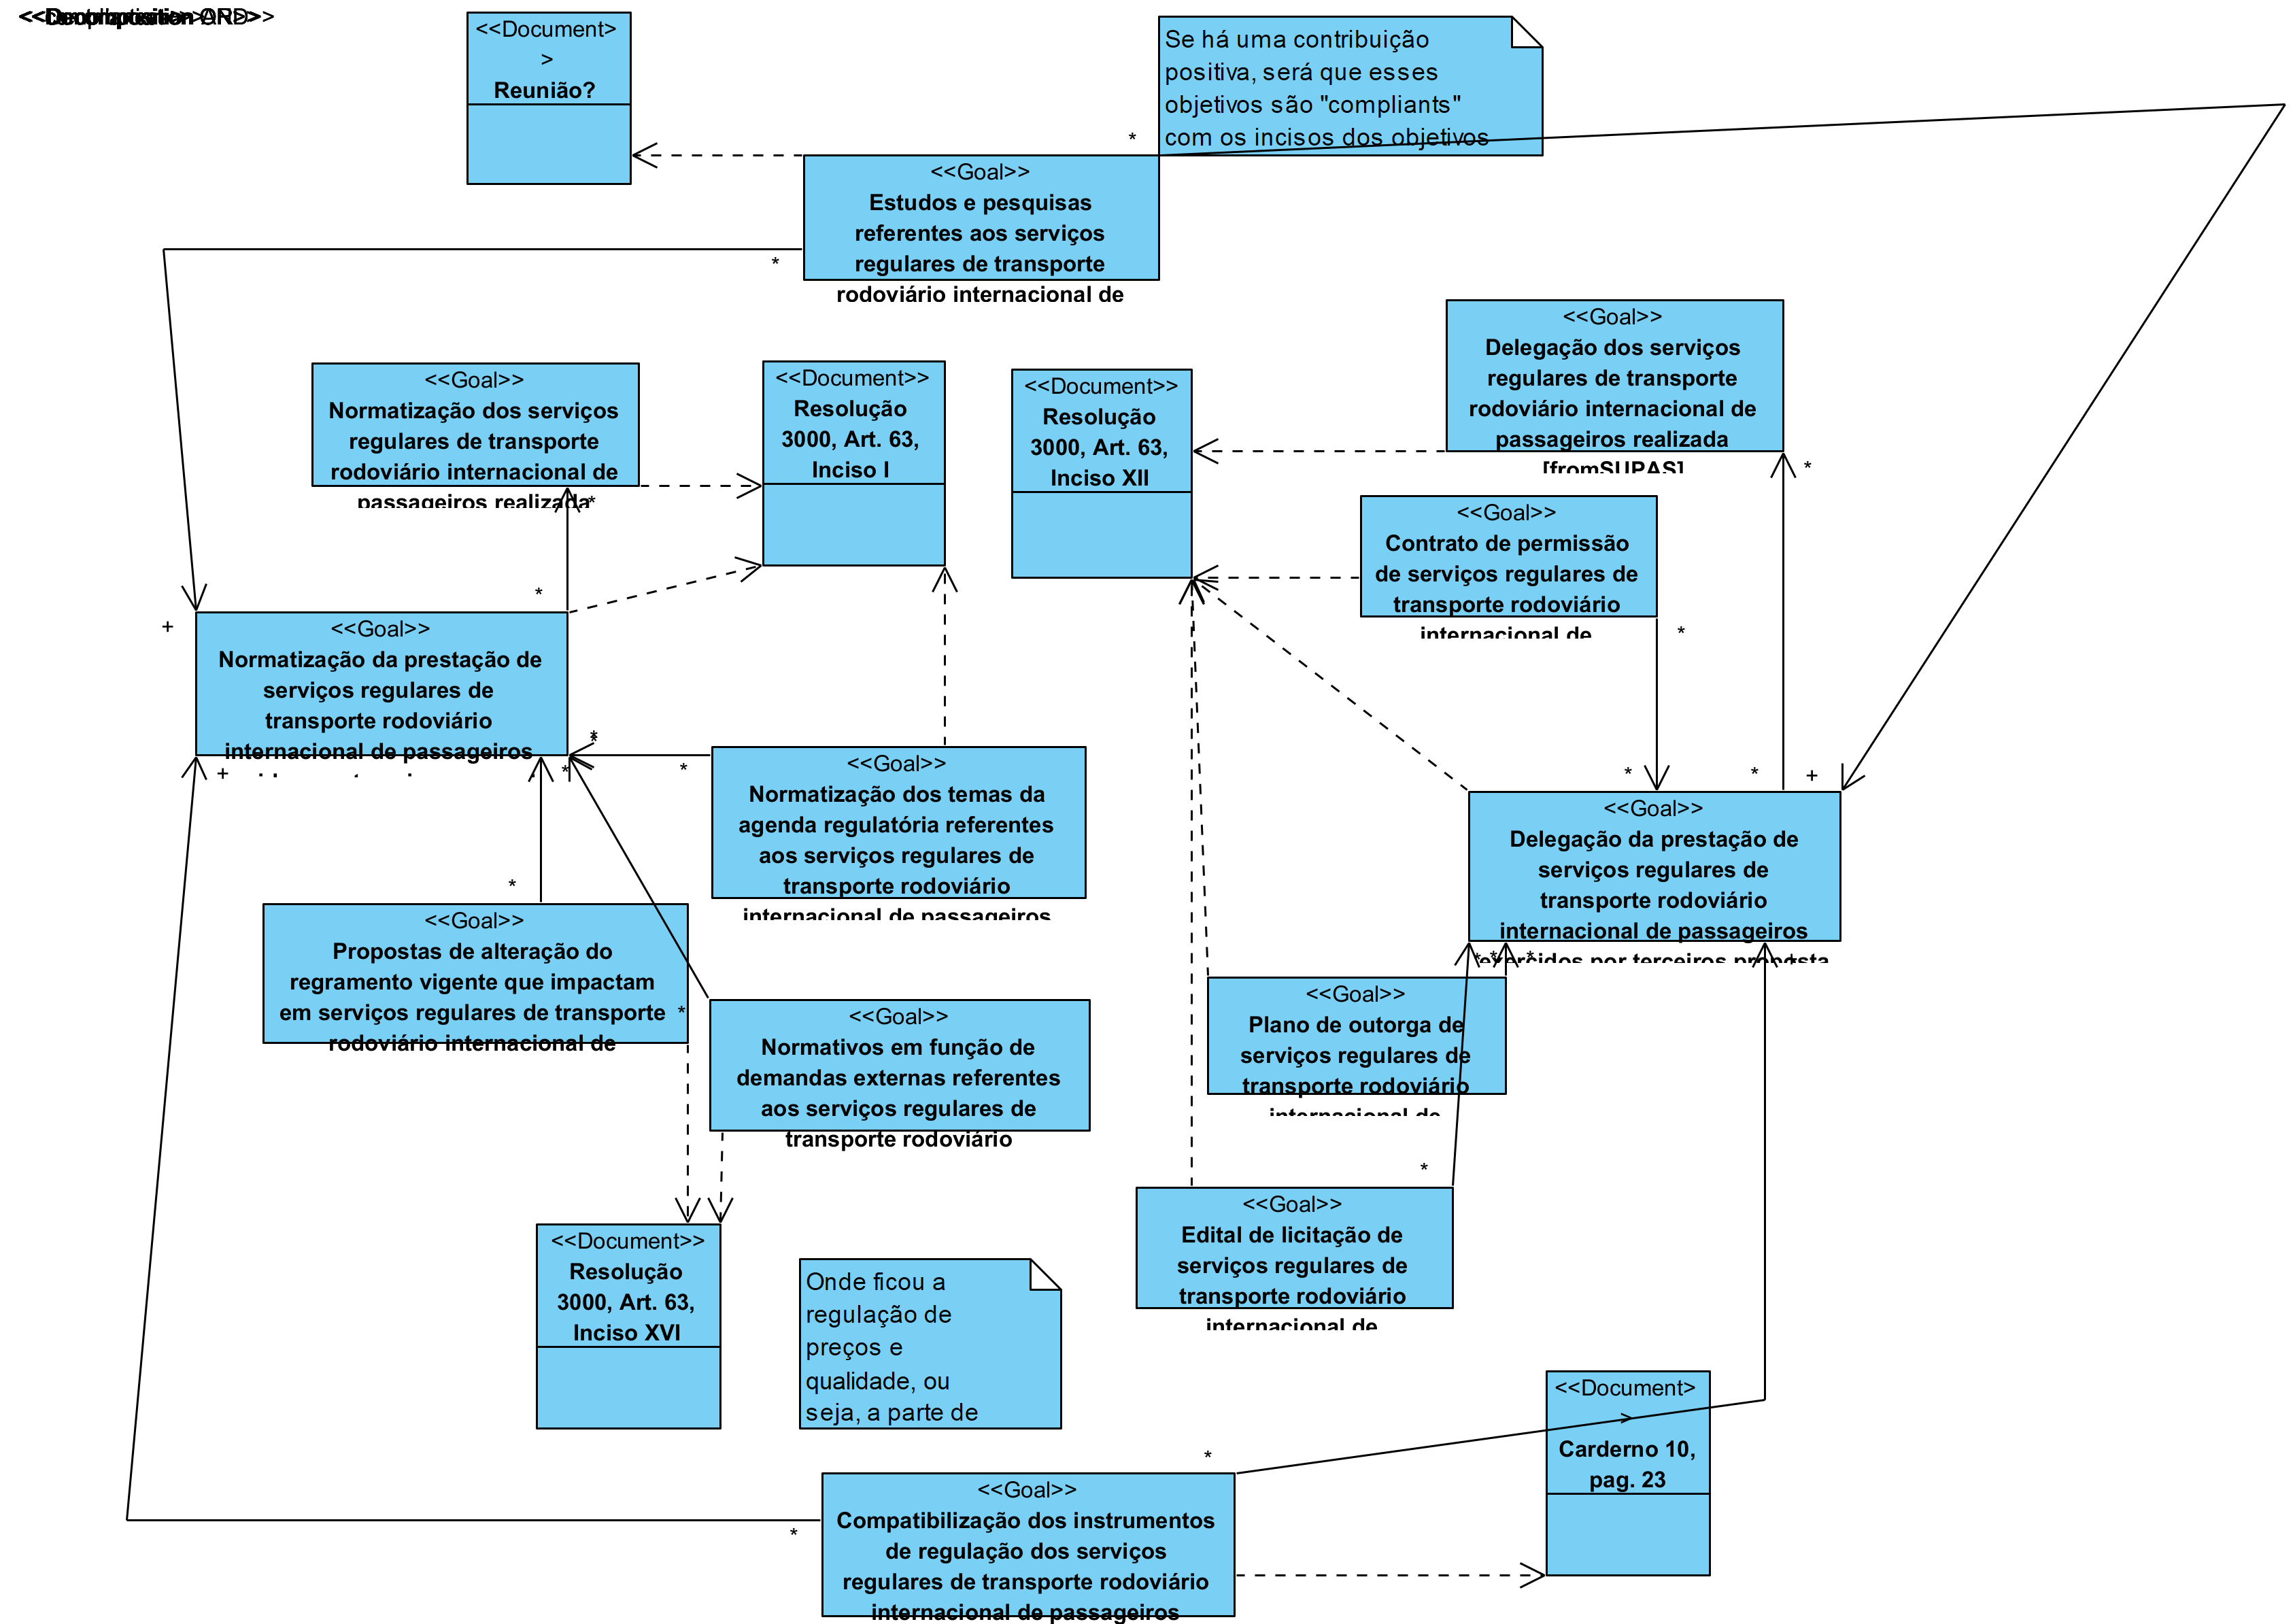 <<Document>
>
Reunião?
Se há uma contribuição
positiva, será que esses
objetivos são "compliants"
com os incisos dos objetivos
*
<<Goal>>
Estudos e pesquisas
referentes aos serviços
regulares de transporte
rodoviário internacional de
*
<<Goal>>
Delegação dos serviços
regulares de transporte
rodoviário internacional de
passageiros realizada
[fromSUPAS]
*
<<Goal>>
Normatização dos serviços
regulares de transporte
rodoviário internacional de
passageiros realizada
*
<<Document>>
Resolução
3000, Art. 63,
Inciso I
<<Document>>
Resolução
3000, Art. 63,
Inciso XII
<<Goal>>
Contrato de permissão
de serviços regulares de
transporte rodoviário
internacional de
*
*
+
<<Goal>>
Normatização da prestação de
serviços regulares de
transporte rodoviário
internacional de passageiros
+
*
*
*
*
<<Goal>>
Normatização dos temas da
agenda regulatória referentes
aos serviços regulares de
transporte rodoviário
internacional de passageiros
*
*
+
<<Goal>>
Delegação da prestação de
serviços regulares de
transporte rodoviário
internacional de passageiros
exercidos por terceiros proposta
*
*
*
+
*
<<Goal>>
Propostas de alteração do
regramento vigente que impactam
em serviços regulares de transporte
rodoviário internacional de
*
<<Goal>>
Normativos em função de
demandas externas referentes
aos serviços regulares de
transporte rodoviário
<<Goal>>
Plano de outorga de
serviços regulares de
transporte rodoviário
internacional de
*
<<Goal>>
Edital de licitação de
serviços regulares de
transporte rodoviário
internacional de
<<Document>>
Resolução
3000, Art. 63,
Inciso XVI
Onde ficou a
regulação de
preços e
qualidade, ou
seja, a parte de
<<Document>
>
Carderno 10,
pag. 23
*
*
<<Goal>>
Compatibilização dos instrumentos
de regulação dos serviços
regulares de transporte rodoviário
internacional de passageiros